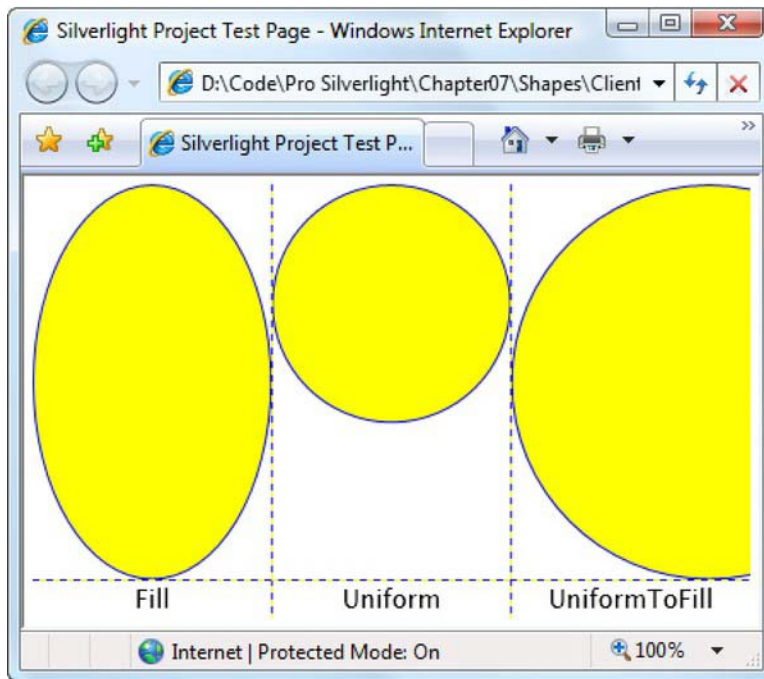 Silverlight Project Test Page - Windows Internet Explorer
D:\Code\Pro Silverlight\Chapter07\Shapes\Client
Silverlight Project Test P...
Fill
Uniform
UniformToFill
Internet | Protected Mode: On
100%